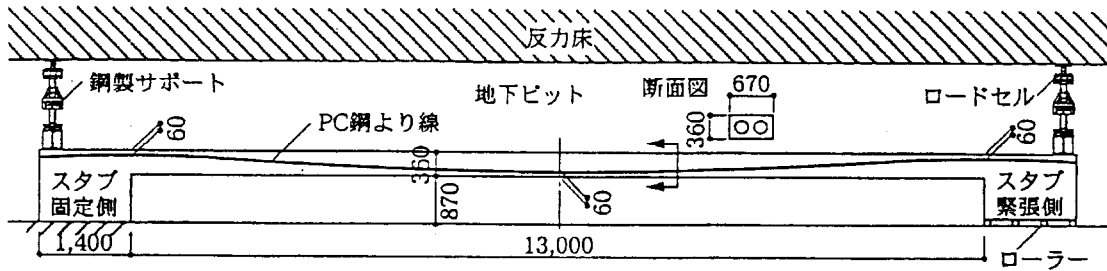 反力床
鋼製サポート
地下ピット
断面図
670
ロードセル
360
60
PC鋼より線
60
360
スタブ
固定側
870
60
スタブ
緊張側
1,400
13,000
ローラー